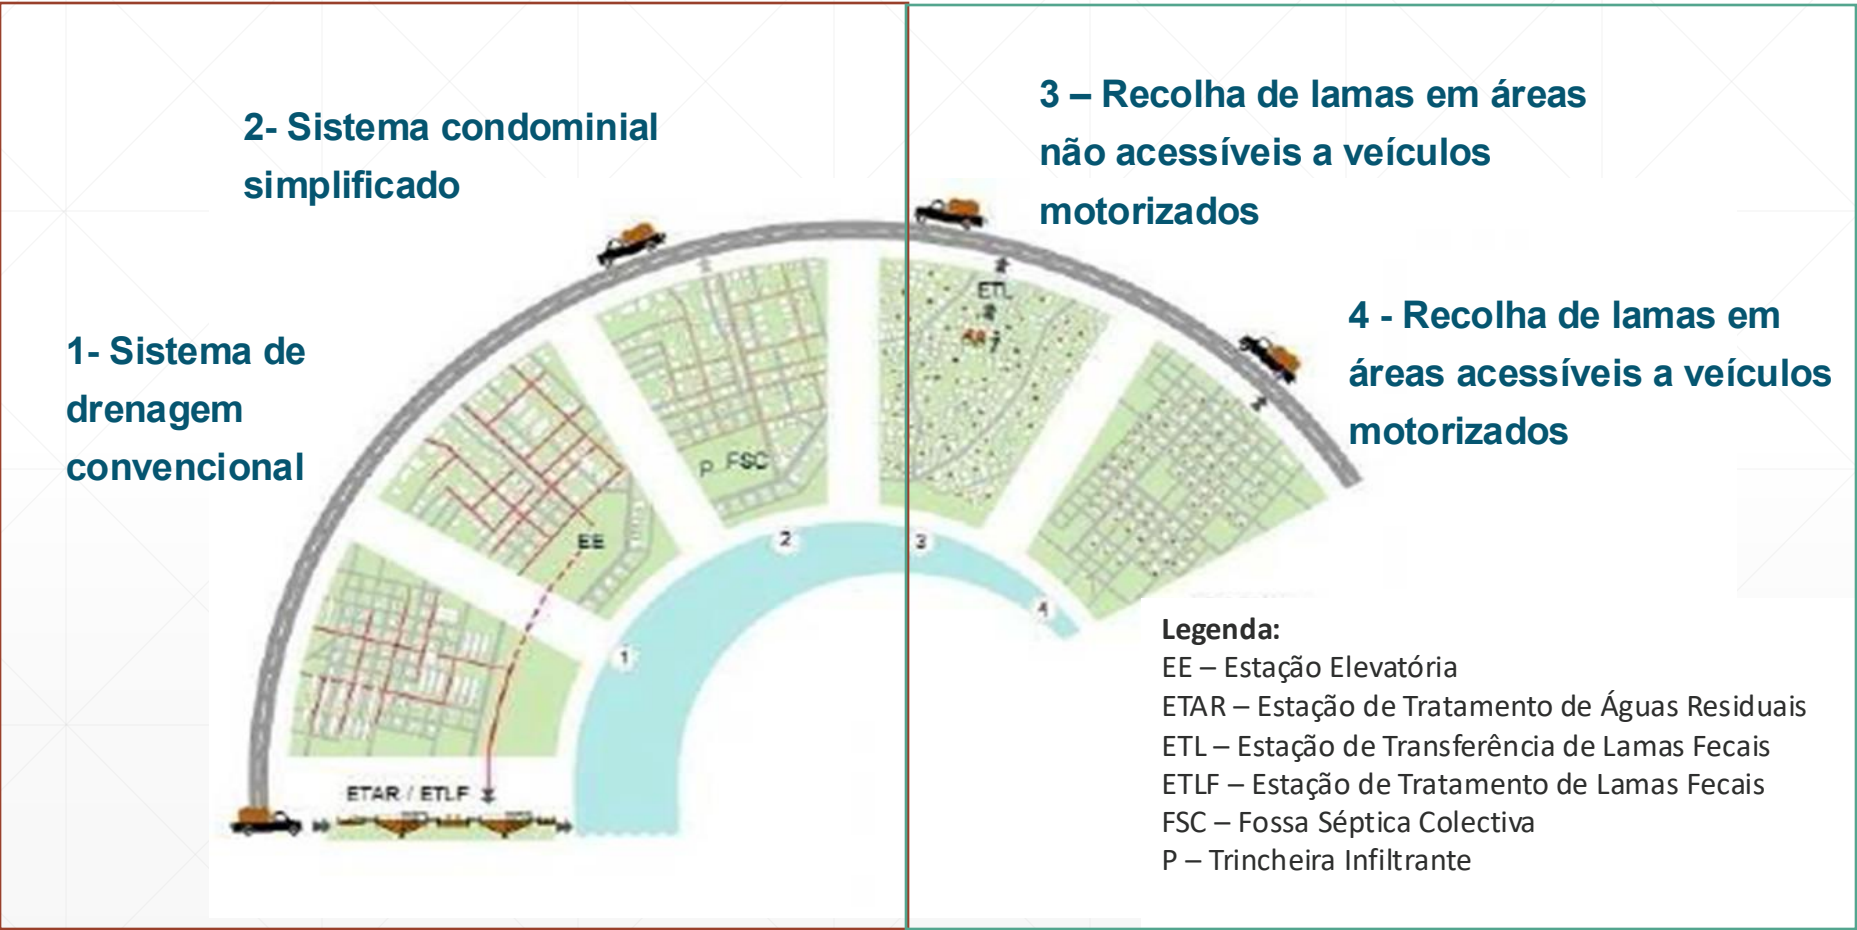 2- Sistema condominial
simplificado
3 – Recolha de lamas em áreas
não acessíveis a veículos
motorizados
1- Sistema de
drenagem
convencional
4 - Recolha de lamas em
áreas acessíveis a veículos
motorizados
ETL
P FSC
EE
1
2
3
4
ETAR / ETLF
Legenda:
EE – Estação Elevatória
ETAR – Estação de Tratamento de Águas Residuais
ETL – Estação de Transferência de Lamas Fecais
ETLF – Estação de Tratamento de Lamas Fecais
FSC – Fossa Séptica Colectiva
P – Trincheira Infiltrante